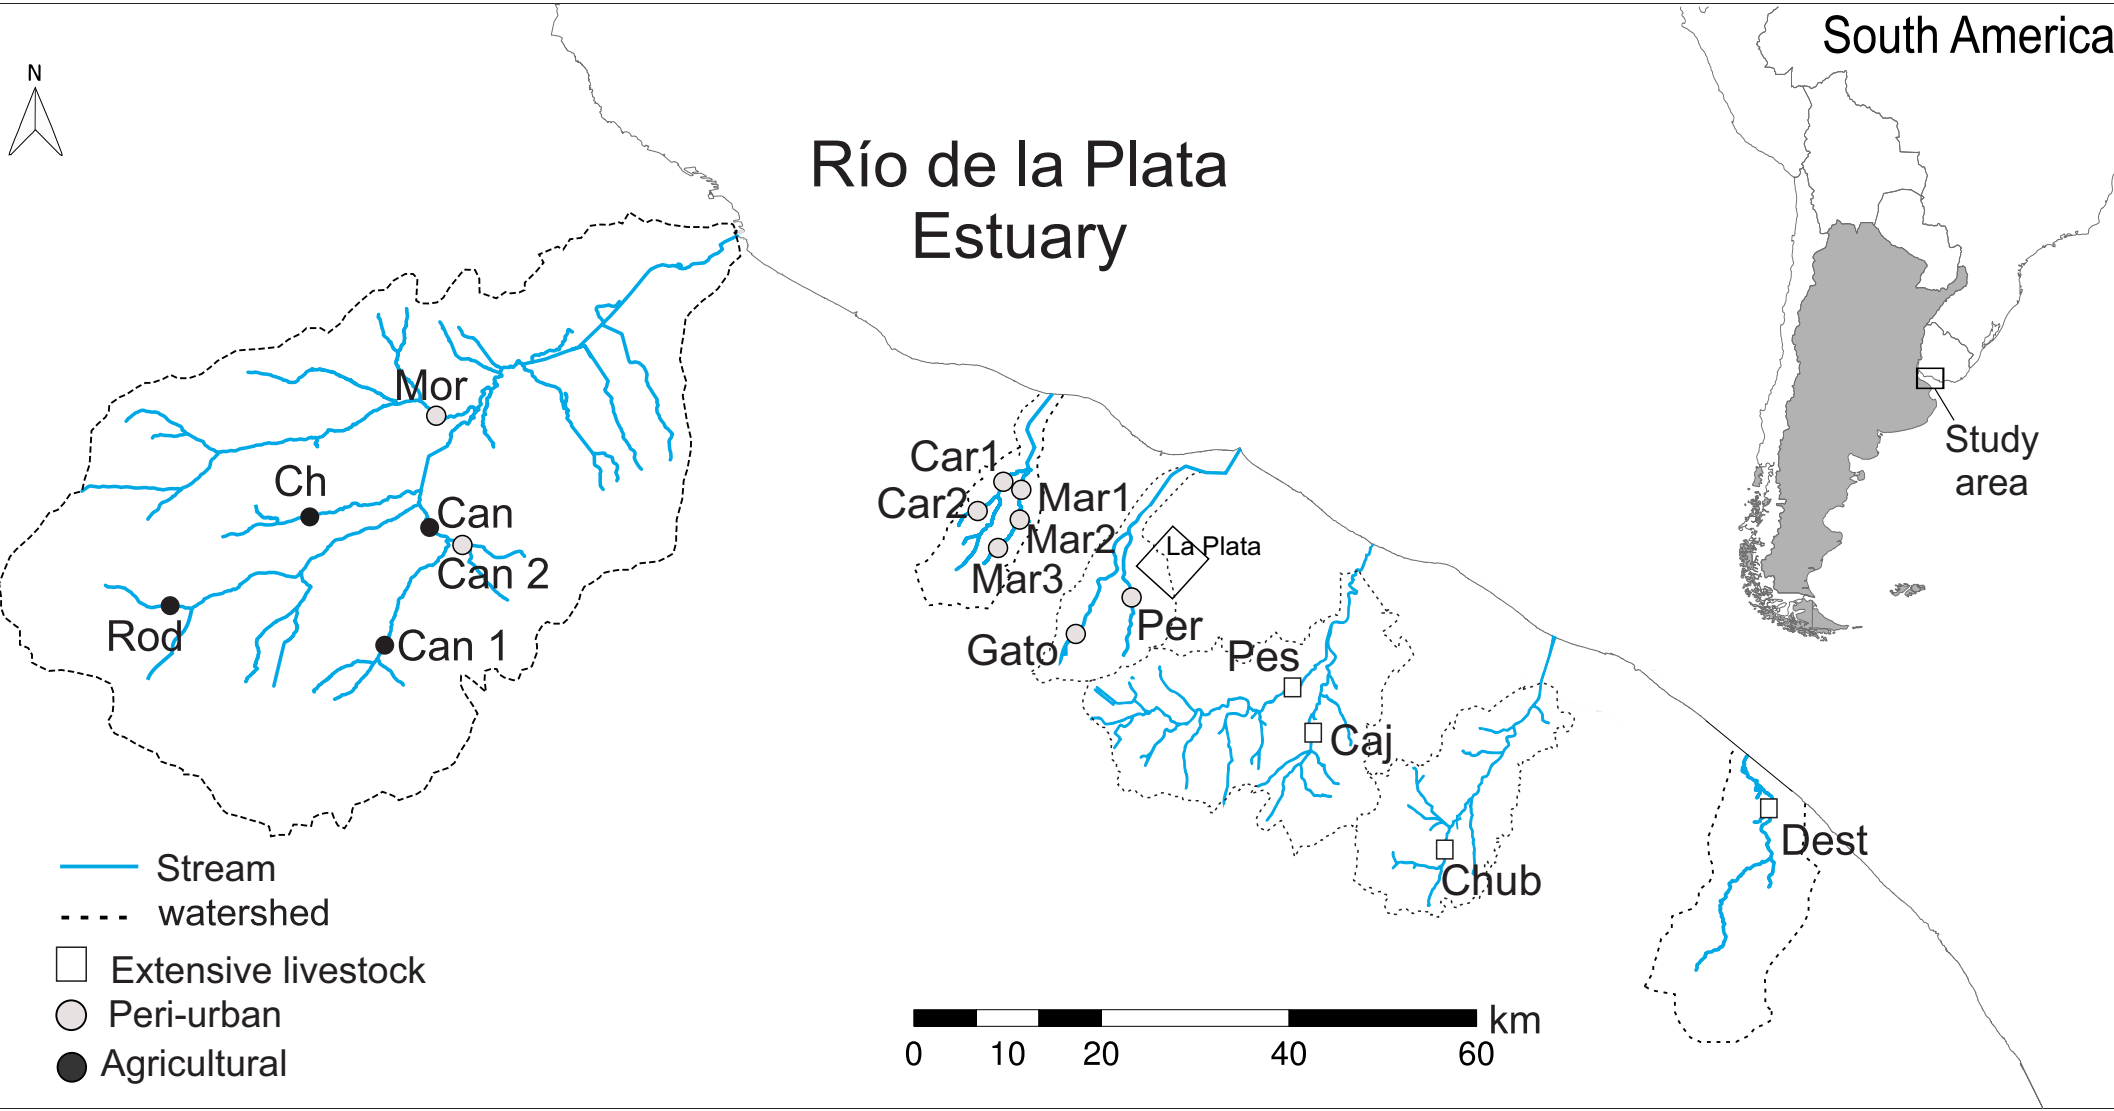 South America
N
Río de la Plata
Estuary
Mor
Ch
Can
Can 2
Rod
Can 1
Car1
Car2
Mar1
Mar2
Mar3
La Plata
Per
Gato
Pes
Caj
Chub
Dest
Study
area
Stream
watershed
Extensive livestock
Peri-urban
Agricultural
km
0 10 20 40 60